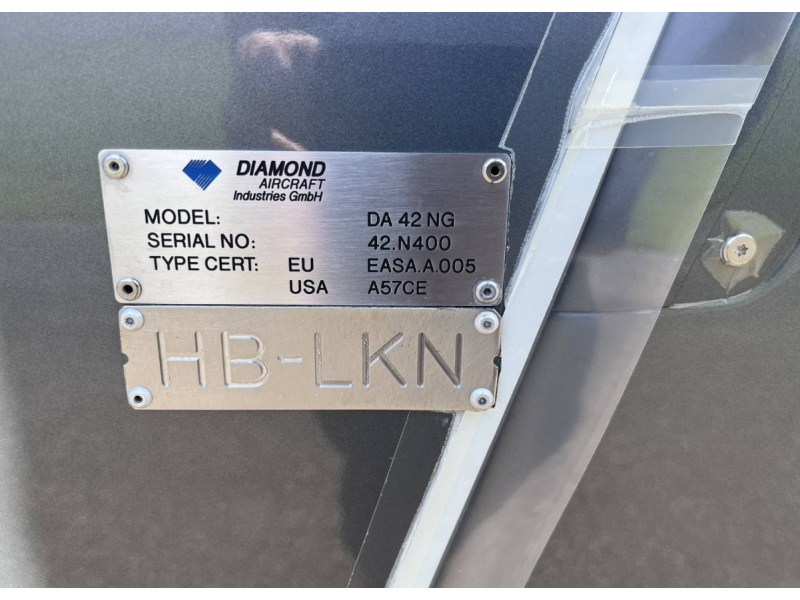 DIAMOND
AIRCRAFT
Industries GmbH
MODEL: DA 42 NG
SERIAL NO: 42.N400
TYPE CERT: EU EASA.A.005
USA A57CE
HB-LKN